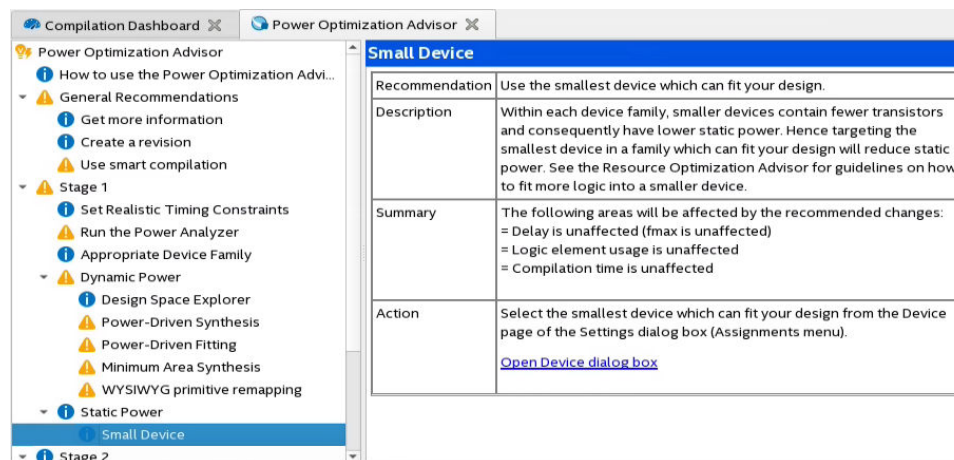 Compilation Dashboard
Power Optimization Advisor
Power Optimization Advisor
How to use the Power Optimization Advi...
General Recommendations
Get more information
Create a revision
Use smart compilation
Stage 1
Set Realistic Timing Constraints
Run the Power Analyzer
Appropriate Device Family
Dynamic Power
Design Space Explorer
Power-Driven Synthesis
Power-Driven Fitting
Minimum Area Synthesis
WYSIWYG primitive remapping
Static Power
Small Device
Stage 2
Small Device
Recommendation Use the smallest device which can fit your design.
Description Within each device family, smaller devices contain fewer transistors
and consequently have lower static power. Hence targeting the
smallest device in a family which can fit your design will reduce static
power. See the Resource Optimization Advisor for guidelines on how
to fit more logic into a smaller device.
Summary The following areas will be affected by the recommended changes:
= Delay is unaffected (fmax is unaffected)
= Logic element usage is unaffected
= Compilation time is unaffected
Action Select the smallest device which can fit your design from the Device
page of the Settings dialog box (Assignments menu).
Open Device dialog box